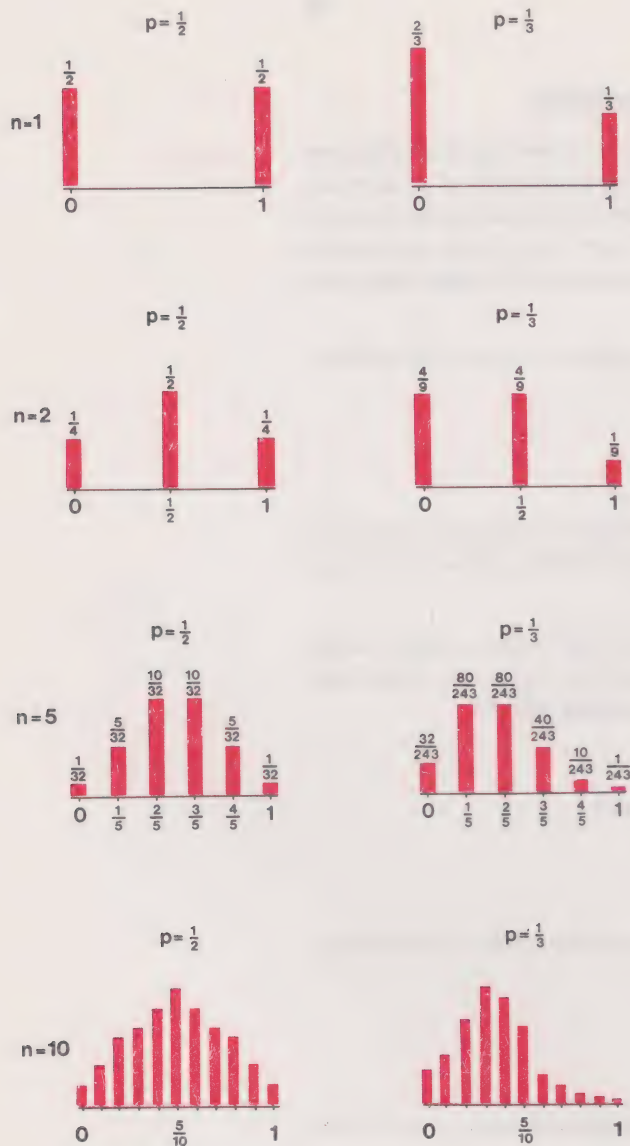 p= 1/2 p= 1/3
1/2 1/2 2/3 1/3
n=1
0 1 0 1
p= 1/2 p= 1/3
1/4 1/2 1/4 4/9 4/9 1/9
n=2
0 1/2 1 0 1/2 1
p= 1/2 p= 1/3
1/32 5/32 10/32 10/32 5/32 1/32 32/243 80/243 80/243 40/243 10/243 1/243
n=5
0 1/5 2/5 3/5 4/5 1 0 1/5 2/5 3/5 4/5 1
p= 1/2 p= 1/3
n=10
0 5/10 1 0 5/10 1